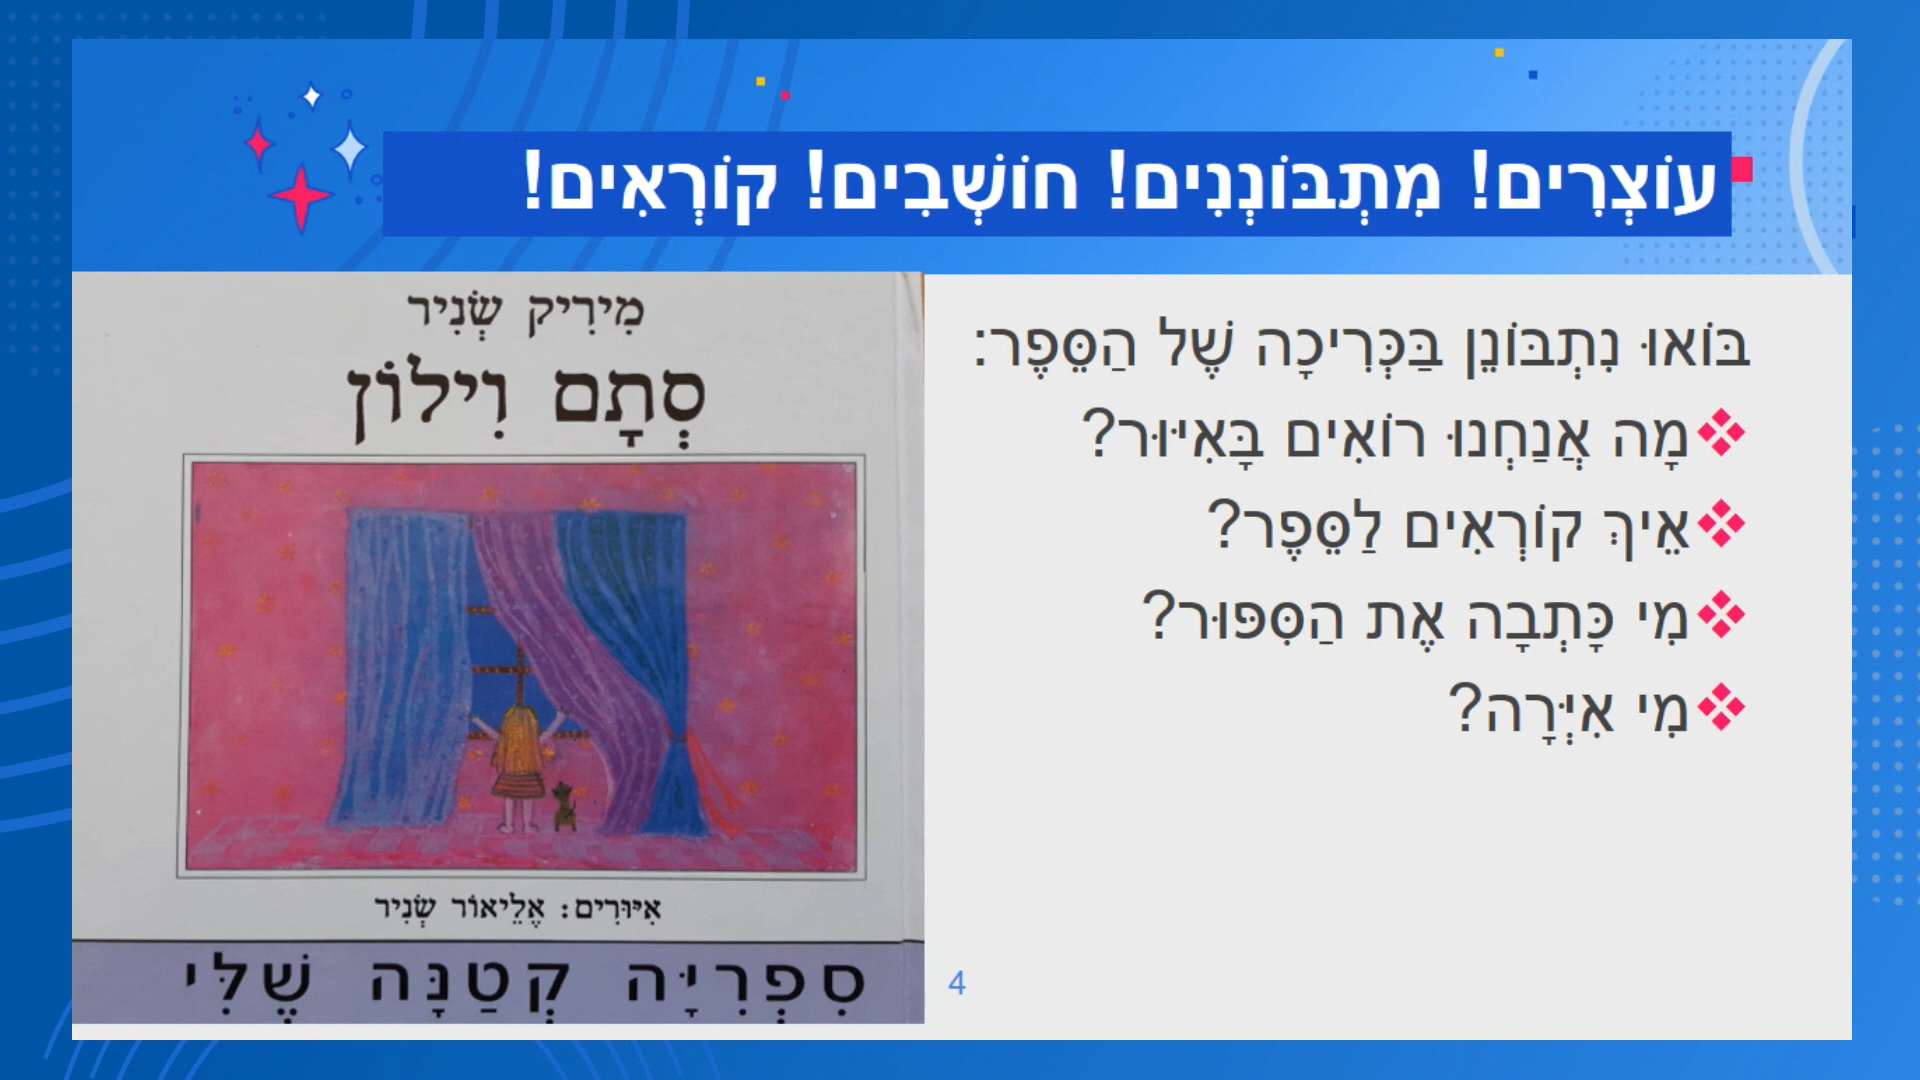 עוֹצְרִים! מִתְבּוֹנְנִים! חוֹשְׁבִים! קוֹרְאִים!
בּוֹאוּ נִתְבּוֹנֵן בַּכְּרִיכָה שֶׁל הַסֵּפֶר:
❖מָה אֲנַחְנוּ רוֹאִים בָּאִיּוּר?
❖אֵיךְ קוֹרְאִים לַסֵּפֶר?
❖מִי כָּתְבָה אֶת הַסִּפּוּר?
❖מִי אִיְּרָה?
מִירִיק שְׂנִיר
סְתָם וִילוֹן
אִיּוּרִים: אֱלִיאוֹר שְׂנִיר
סִפְרִיָּה קְטַנָּה שֶׁלִּי
4